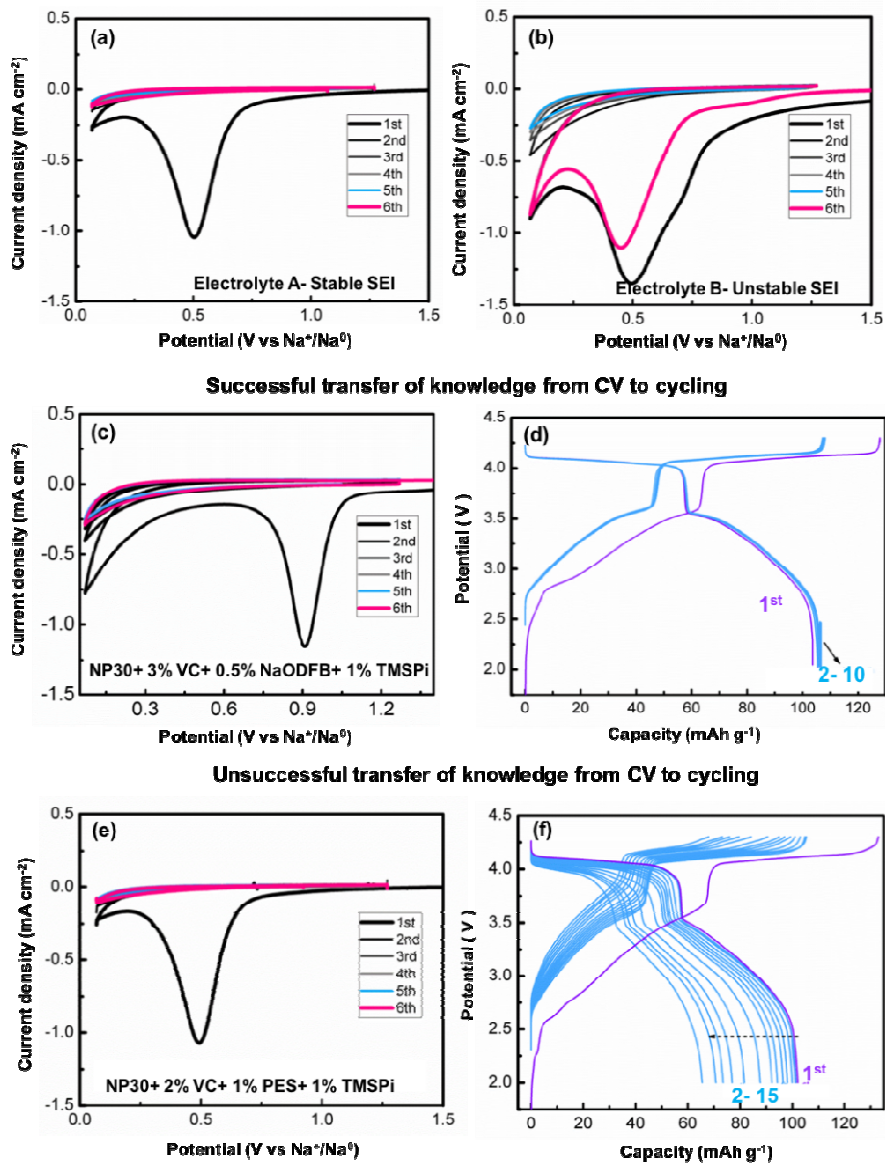 (a)
Current density (mA cm⁻²)
0.5
0.0
-0.5
-1.0
-1.5
1st
2nd
3rd
4th
5th
6th
Electrolyte A- Stable SEI
0.0
0.5
1.0
1.5
Potential (V vs Na⁺/Na⁰)
(b)
Current density (mA cm⁻²)
0.5
0.0
-0.5
-1.0
-1.5
1st
2nd
3rd
4th
5th
6th
Electrolyte B- Unstable SEI
0.0
0.5
1.0
1.5
Potential (V vs Na⁺/Na⁰)
Successful transfer of knowledge from CV to cycling
(c)
Current density (mA cm⁻²)
0.5
0.0
-0.5
-1.0
-1.5
1st
2nd
3rd
4th
5th
6th
NP30+ 3% VC+ 0.5% NaODFB+ 1% TMSPi
0.3
0.6
0.9
1.2
Potential (V vs Na⁺/Na⁰)
(d)
Potential ( V )
4.5
4.0
3.5
3.0
2.5
2.0
1st
2- 10
0
20
40
60
80
100
120
Capacity (mAh g⁻¹)
Unsuccessful transfer of knowledge from CV to cycling
(e)
Current density (mA cm⁻²)
0.5
0.0
-0.5
-1.0
-1.5
1st
2nd
3rd
4th
5th
6th
NP30+ 2% VC+ 1% PES+ 1% TMSPi
0.0
0.5
1.0
1.5
Potential (V vs Na⁺/Na⁰)
(f)
Potential ( V )
4.5
4.0
3.5
3.0
2.5
2.0
1st
2- 15
0
20
40
60
80
100
120
Capacity (mAh g⁻¹)